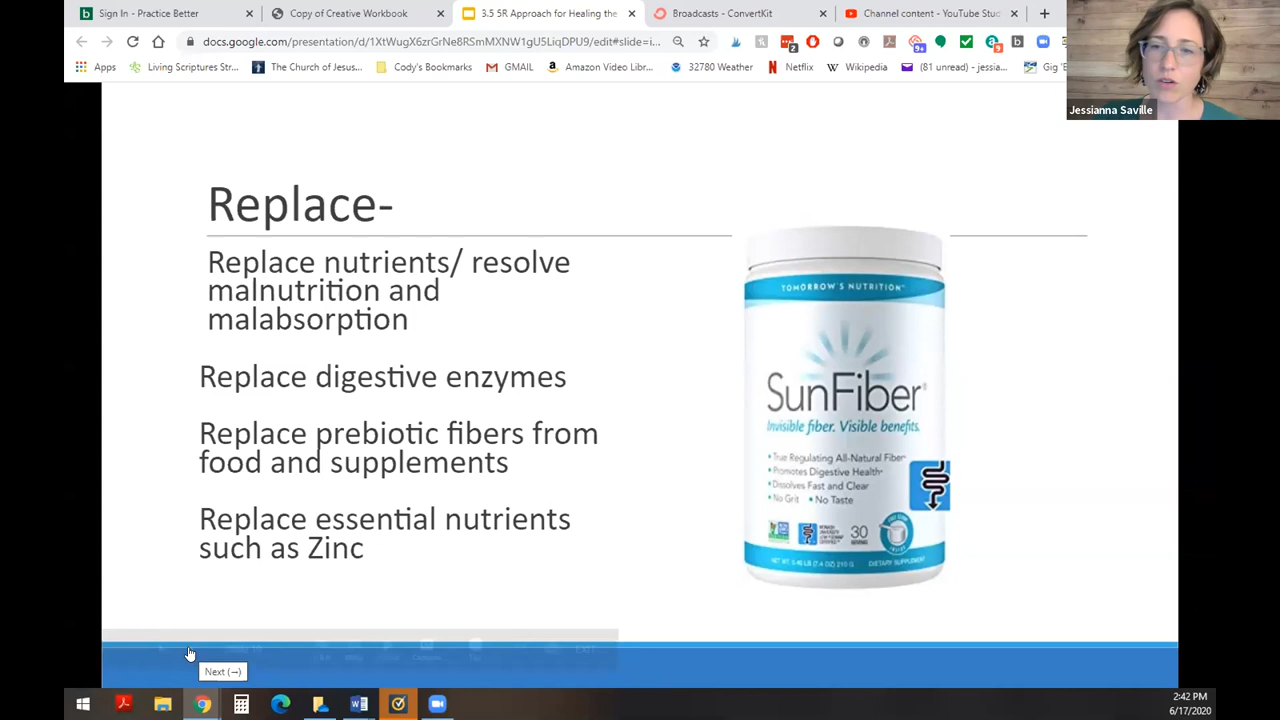 Sign In - Practice Better
Copy of Creative Workbook
3.5 5R Approach for Healing the
Broadcasts - ConvertKit
Channel content - YouTube Stud
docs.google.com/presentation/d/1XtWugX6zrGrNe8RSmMXNW1gU5LiQDPU9/edit#slide=i...
Apps
Living Scriptures Str...
The Church of Jesus...
Cody's Bookmarks
GMAIL
Amazon Video Libr...
32780 Weather
Netflix
Wikipedia
(81 unread) - jessia...
Gig 'E
Jessianna Saville
Replace-
Replace nutrients/ resolve
malnutrition and
malabsorption
Replace digestive enzymes
Replace prebiotic fibers from
food and supplements
Replace essential nutrients
such as Zinc
TOMORROW'S NUTRITION™
SunFiber®
Invisible fiber. Visible benefits.
• True Regulating All-Natural Fiber
• Promotes Digestive Health*
• Dissolves Fast and Clear
• No Grit • No Taste
30
DIETARY SUPPLEMENT
EXIT
Next (→)
2:42 PM
6/17/2020